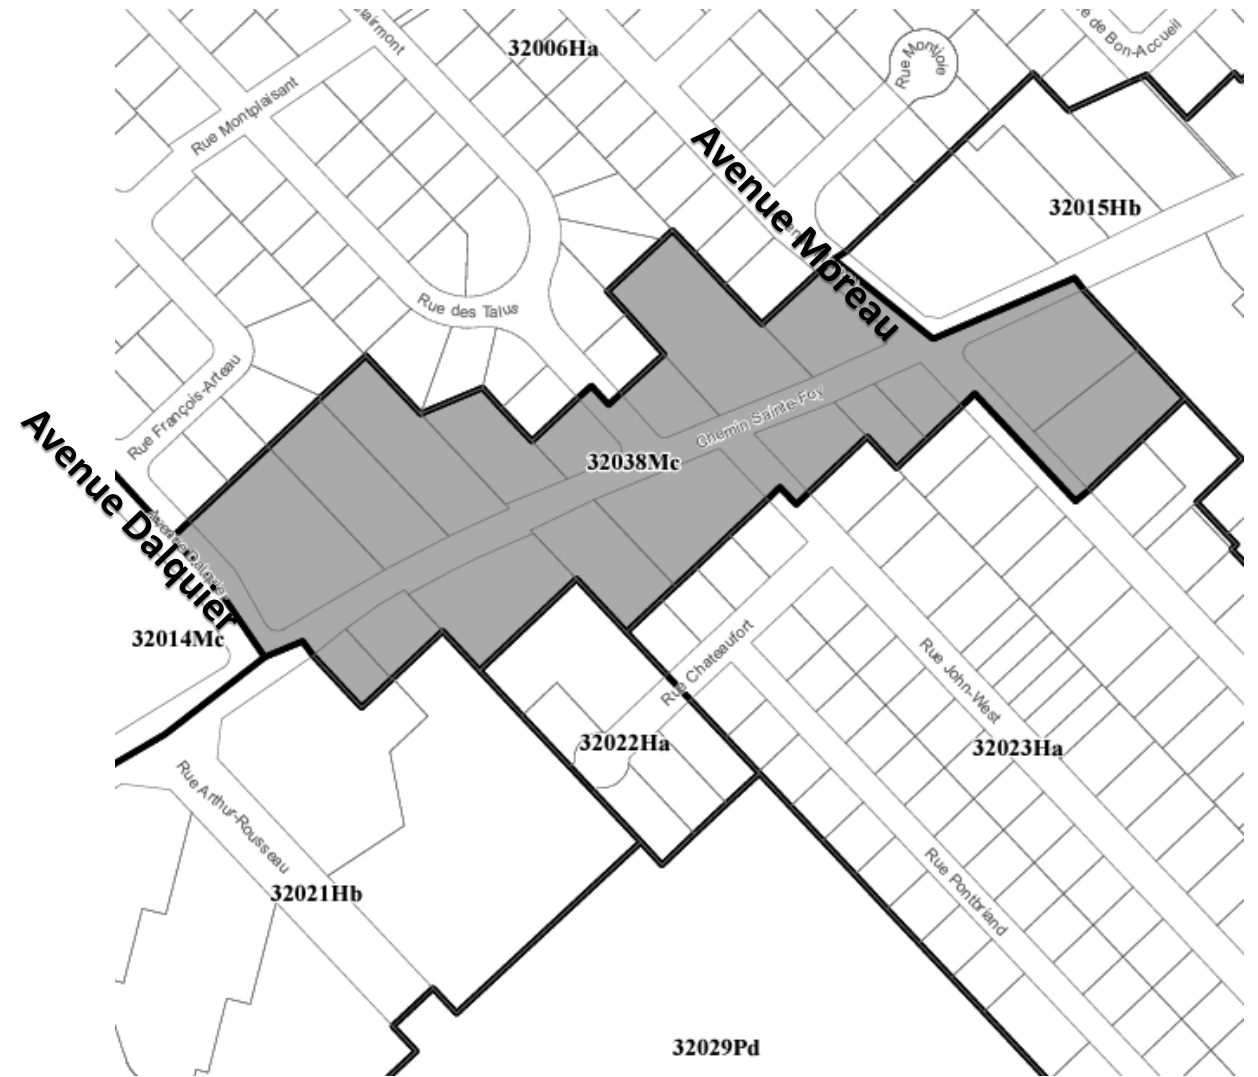 32006Ha
Rue Montjoie
Rue de Bon-Accueil
Rue Montplaisant
Avenue Moreau
32015Hb
Rue des Talus
Rue François-Arteau
Chemin Sainte-Foy
Avenue Dalquier
32038Mc
32014Mc
Rue Chateaufort
Rue John-West
32022Ha
32023Ha
Rue Arthur-Rousseau
32021Hb
Rue Pontbriand
32029Pd